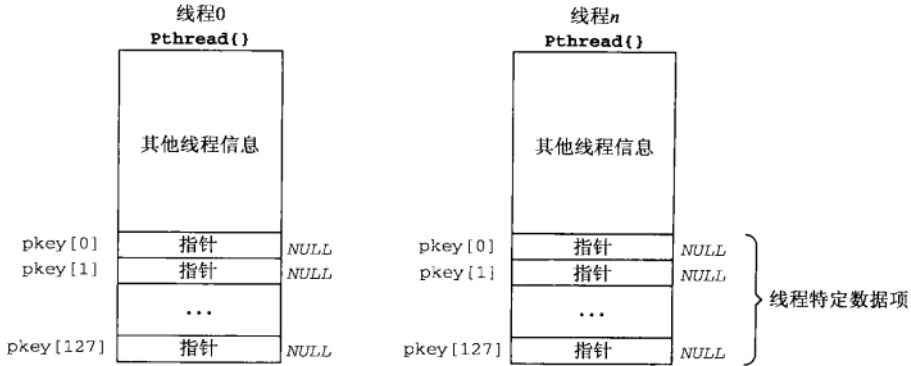 线程0
Pthread{}
其他线程信息
pkey[0] 指针 NULL
pkey[1] 指针 NULL
...
pkey[127] 指针 NULL
线程n
Pthread{}
其他线程信息
pkey[0] 指针 NULL
pkey[1] 指针 NULL
...
pkey[127] 指针 NULL
线程特定数据项